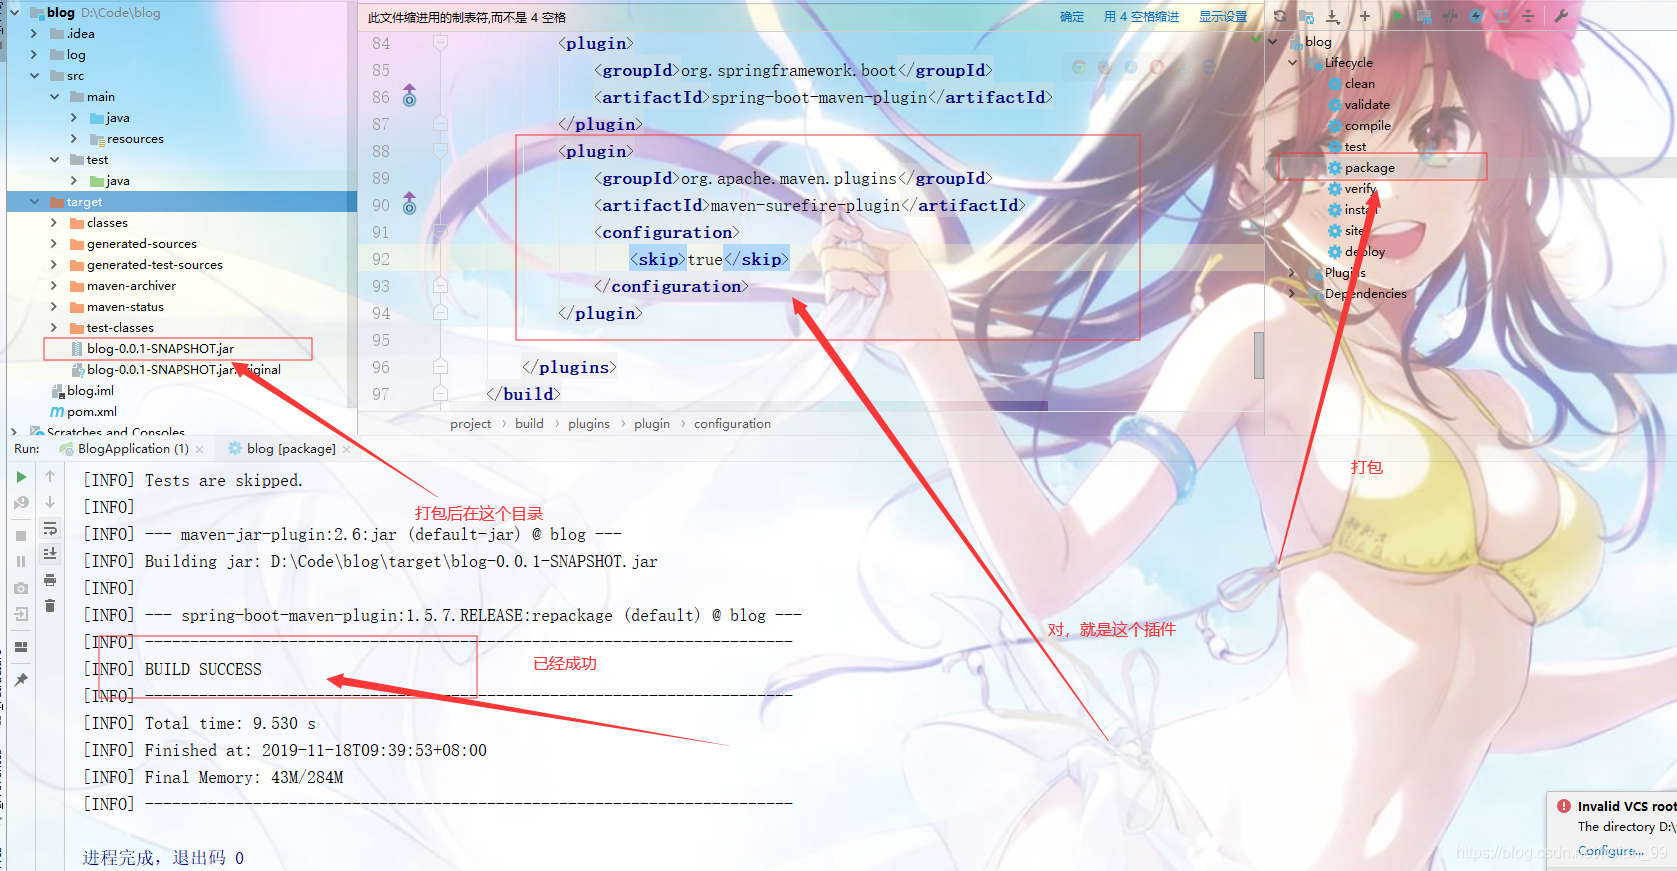 blog D:\Code\blog
.idea
log
src
main
java
resources
test
java
target
classes
generated-sources
generated-test-sources
maven-archiver
maven-status
test-classes
blog-0.0.1-SNAPSHOT.jar
blog-0.0.1-SNAPSHOT.jar.original
blog.iml
pom.xml
Scratches and Consoles
此文件缩进用的制表符,而不是 4 空格
确定 用 4 空格缩进 显示设置
84 <plugin>
85 <groupId>org.springframework.boot</groupId>
86 <artifactId>spring-boot-maven-plugin</artifactId>
87 </plugin>
88 <plugin>
89 <groupId>org.apache.maven.plugins</groupId>
90 <artifactId>maven-surefire-plugin</artifactId>
91 <configuration>
92 <skip>true</skip>
93 </configuration>
94 </plugin>
95
96 </plugins>
97 </build>
project › build › plugins › plugin › configuration
blog
Lifecycle
clean
validate
compile
test
package
verify
install
site
deploy
Plugins
Dependencies
打包
Run: BlogApplication (1) × blog [package] ×
[INFO] Tests are skipped.
[INFO]
打包后在这个目录
[INFO] --- maven-jar-plugin:2.6:jar (default-jar) @ blog ---
[INFO] Building jar: D:\Code\blog\target\blog-0.0.1-SNAPSHOT.jar
[INFO]
[INFO] --- spring-boot-maven-plugin:1.5.7.RELEASE:repackage (default) @ blog ---
对，就是这个插件
[INFO] ------------------------------------------------------------------------
[INFO] BUILD SUCCESS
已经成功
[INFO] ------------------------------------------------------------------------
[INFO] Total time: 9.530 s
[INFO] Finished at: 2019-11-18T09:39:53+08:00
[INFO] Final Memory: 43M/284M
[INFO] ------------------------------------------------------------------------
进程完成，退出码 0
Invalid VCS root
The directory D:\
Configure...